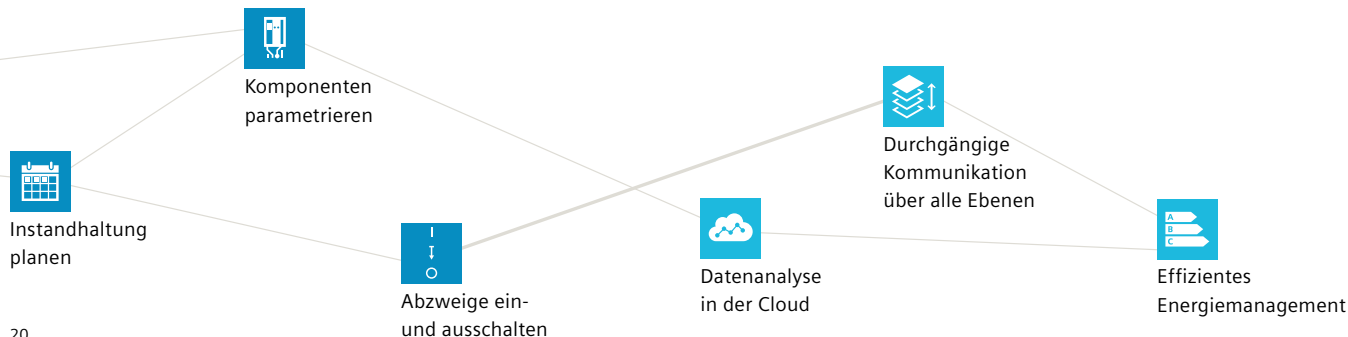 Komponenten
parametrieren
Durchgängige
Kommunikation
über alle Ebenen
Instandhaltung
planen
Datenanalyse
in der Cloud
A
B
C
Effizientes
Energiemanagement
Abzweige ein-
und ausschalten
20